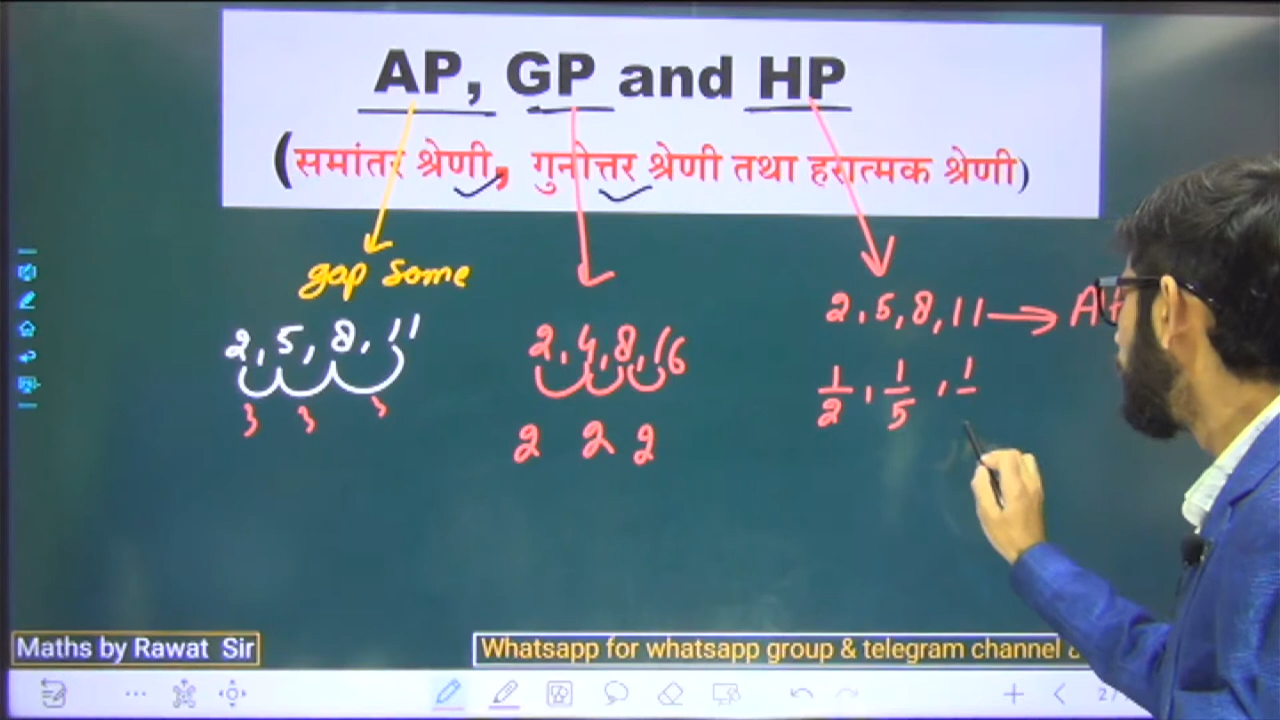 AP, GP and HP
(समांतर श्रेणी, गुनोत्तर श्रेणी तथा हरात्मक श्रेणी)
gap same
2, 5, 8, 11
3 3 3
2, 4, 8, 16
2 2 2
2, 5, 8, 11 →
1/2, 1/5, 1/
Maths by Rawat Sir
Whatsapp for whatsapp group & telegram channel